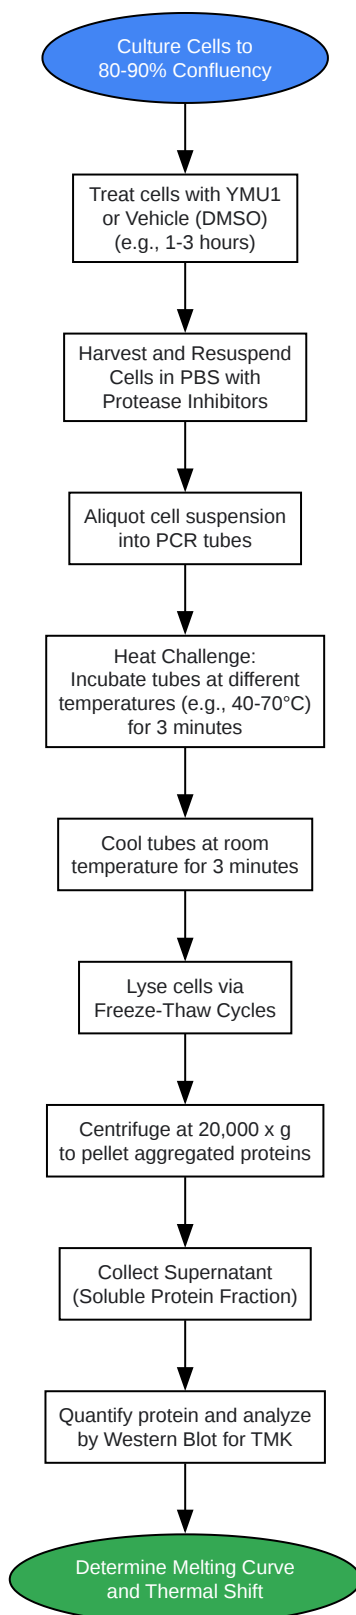 Culture Cells to
80-90% Confluency
Treat cells with YMU1
or Vehicle (DMSO)
(e.g., 1-3 hours)
Harvest and Resuspend
Cells in PBS with
Protease Inhibitors
Aliquot cell suspension
into PCR tubes
Heat Challenge:
Incubate tubes at different
temperatures (e.g., 40-70°C)
for 3 minutes
Cool tubes at room
temperature for 3 minutes
Lyse cells via
Freeze-Thaw Cycles
Centrifuge at 20,000 x g
to pellet aggregated proteins
Collect Supernatant
(Soluble Protein Fraction)
Quantify protein and analyze
by Western Blot for TMK
Determine Melting Curve
and Thermal Shift